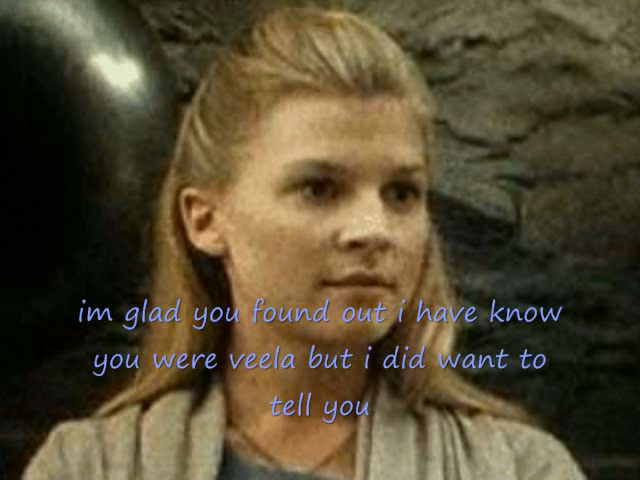 im glad you found out i have know
you were veela but i did want to
tell you